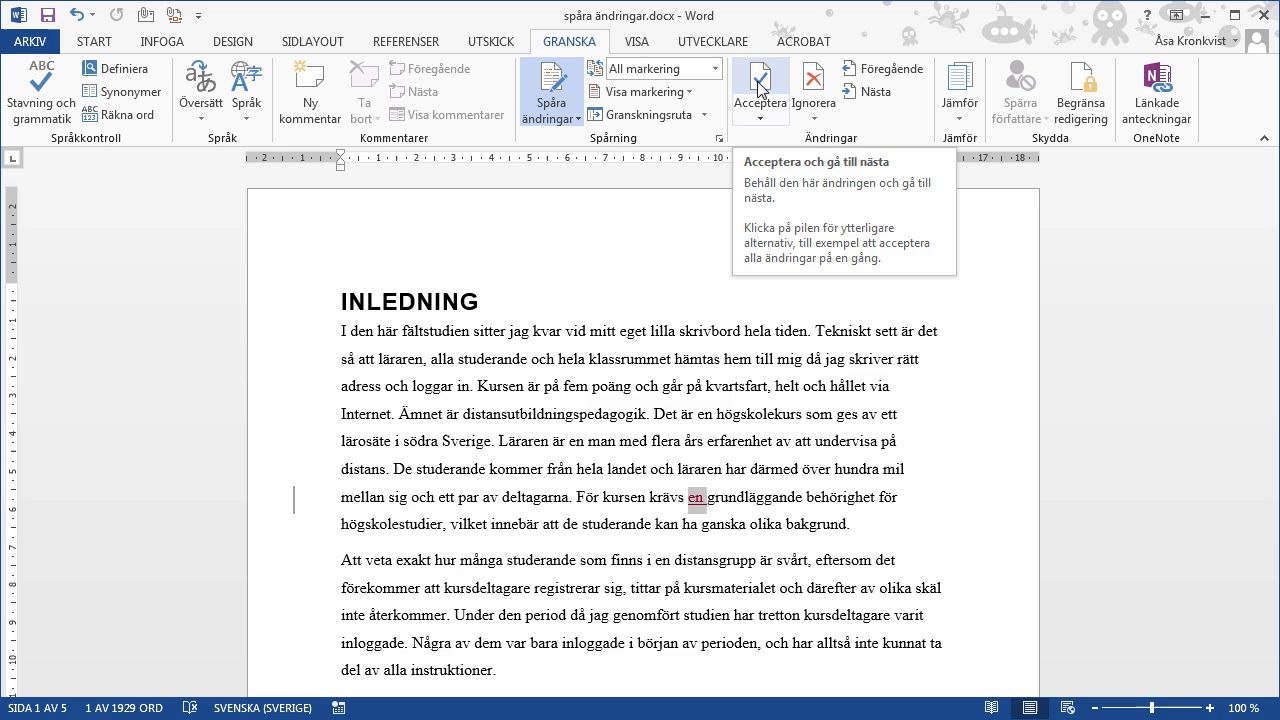 spåra ändringar.docx - Word
ARKIV START INFOGA DESIGN SIDLAYOUT REFERENSER UTSKICK GRANSKA VISA UTVECKLARE ACROBAT Åsa Kronkvist
ABC
Stavning och grammatik
Definiera
Synonymer
Räkna ord
Språkkontroll
Översätt
Språk
Språk
Ny kommentar
Ta bort
Föregående
Nästa
Visa kommentarer
Kommentarer
Spåra ändringar
All markering
Visa markering
Granskningsruta
Spårning
Acceptera
Ignorera
Föregående
Nästa
Ändringar
Jämför
Jämför
Spärra författare
Begränsa redigering
Skydda
Länkade anteckningar
OneNote
Acceptera och gå till nästa
Behåll den här ändringen och gå till
nästa.
Klicka på pilen för ytterligare
alternativ, till exempel att acceptera
alla ändringar på en gång.
INLEDNING
I den här fältstudien sitter jag kvar vid mitt eget lilla skrivbord hela tiden. Tekniskt sett är det
så att läraren, alla studerande och hela klassrummet hämtas hem till mig då jag skriver rätt
adress och loggar in. Kursen är på fem poäng och går på kvartsfart, helt och hållet via
Internet. Ämnet är distansutbildningspedagogik. Det är en högskolekurs som ges av ett
lärosäte i södra Sverige. Läraren är en man med flera års erfarenhet av att undervisa på
distans. De studerande kommer från hela landet och läraren har därmed över hundra mil
mellan sig och ett par av deltagarna. För kursen krävs en grundläggande behörighet för
högskolestudier, vilket innebär att de studerande kan ha ganska olika bakgrund.
Att veta exakt hur många studerande som finns i en distansgrupp är svårt, eftersom det
förekommer att kursdeltagare registrerar sig, tittar på kursmaterialet och därefter av olika skäl
inte återkommer. Under den period då jag genomfört studien har tretton kursdeltagare varit
inloggade. Några av dem var bara inloggade i början av perioden, och har alltså inte kunnat ta
del av alla instruktioner.
SIDA 1 AV 5 1 AV 1929 ORD SVENSKA (SVERIGE) 100 %